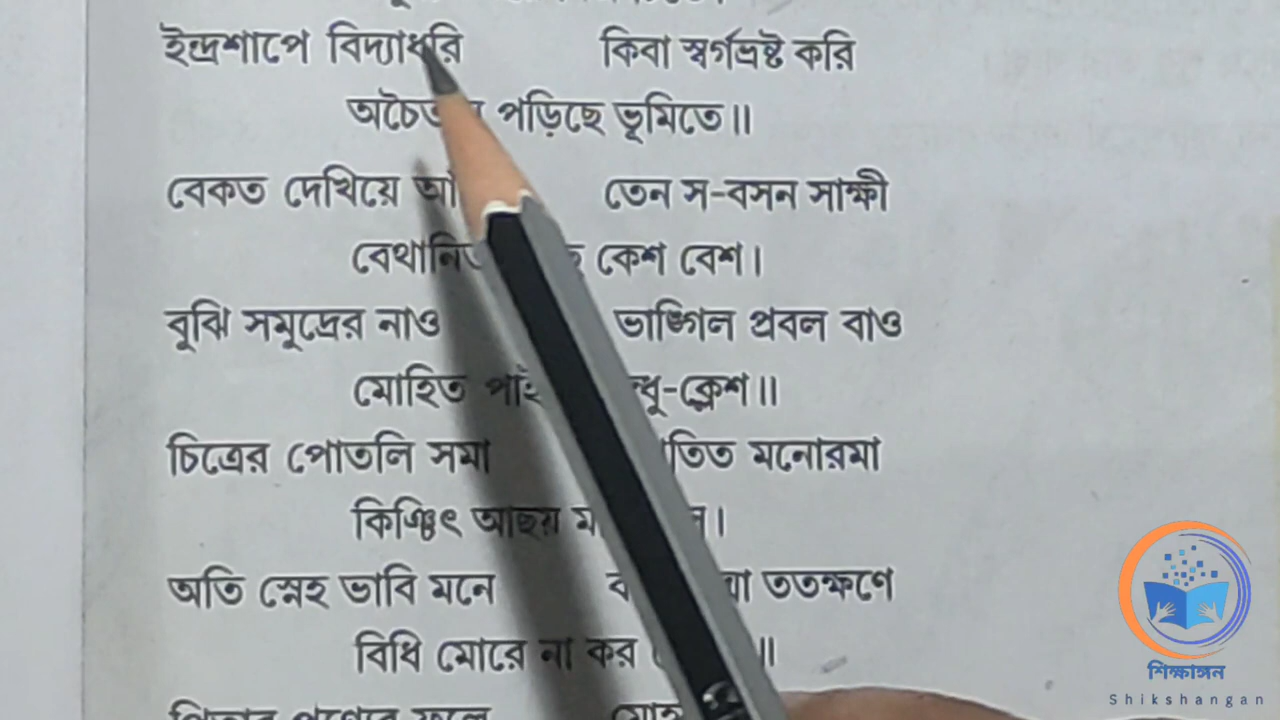 ইন্দ্রশাপে বিদ্যাধরি কিবা স্বর্গভ্রষ্ট করি
পড়িছে ভূমিতে॥
বেকত দেখিয়ে তেন স-বসন সাক্ষী
কেশ বেশ।
বুঝি সমূদ্রের নাও ভাঙ্গিল প্রবল বাও
মোহিত
চিত্রের পোতলি সমা মনোরমা
কিঞ্চিৎ আছয়
অতি স্নেহ ভাবি মনে ততক্ষণে
বিধি মোরে না কর
শিক্ষাঙ্গন
Shikshangan